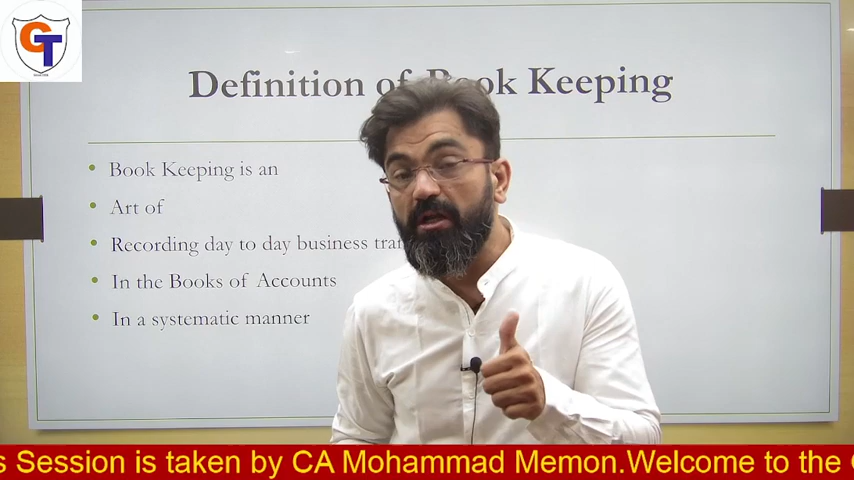 GT
Definition of Book Keeping
Book Keeping is an
Art of
Recording day to day business
In the Books of Accounts
In a systematic manner
Session is taken by CA Mohammad Memon.Welcome to the